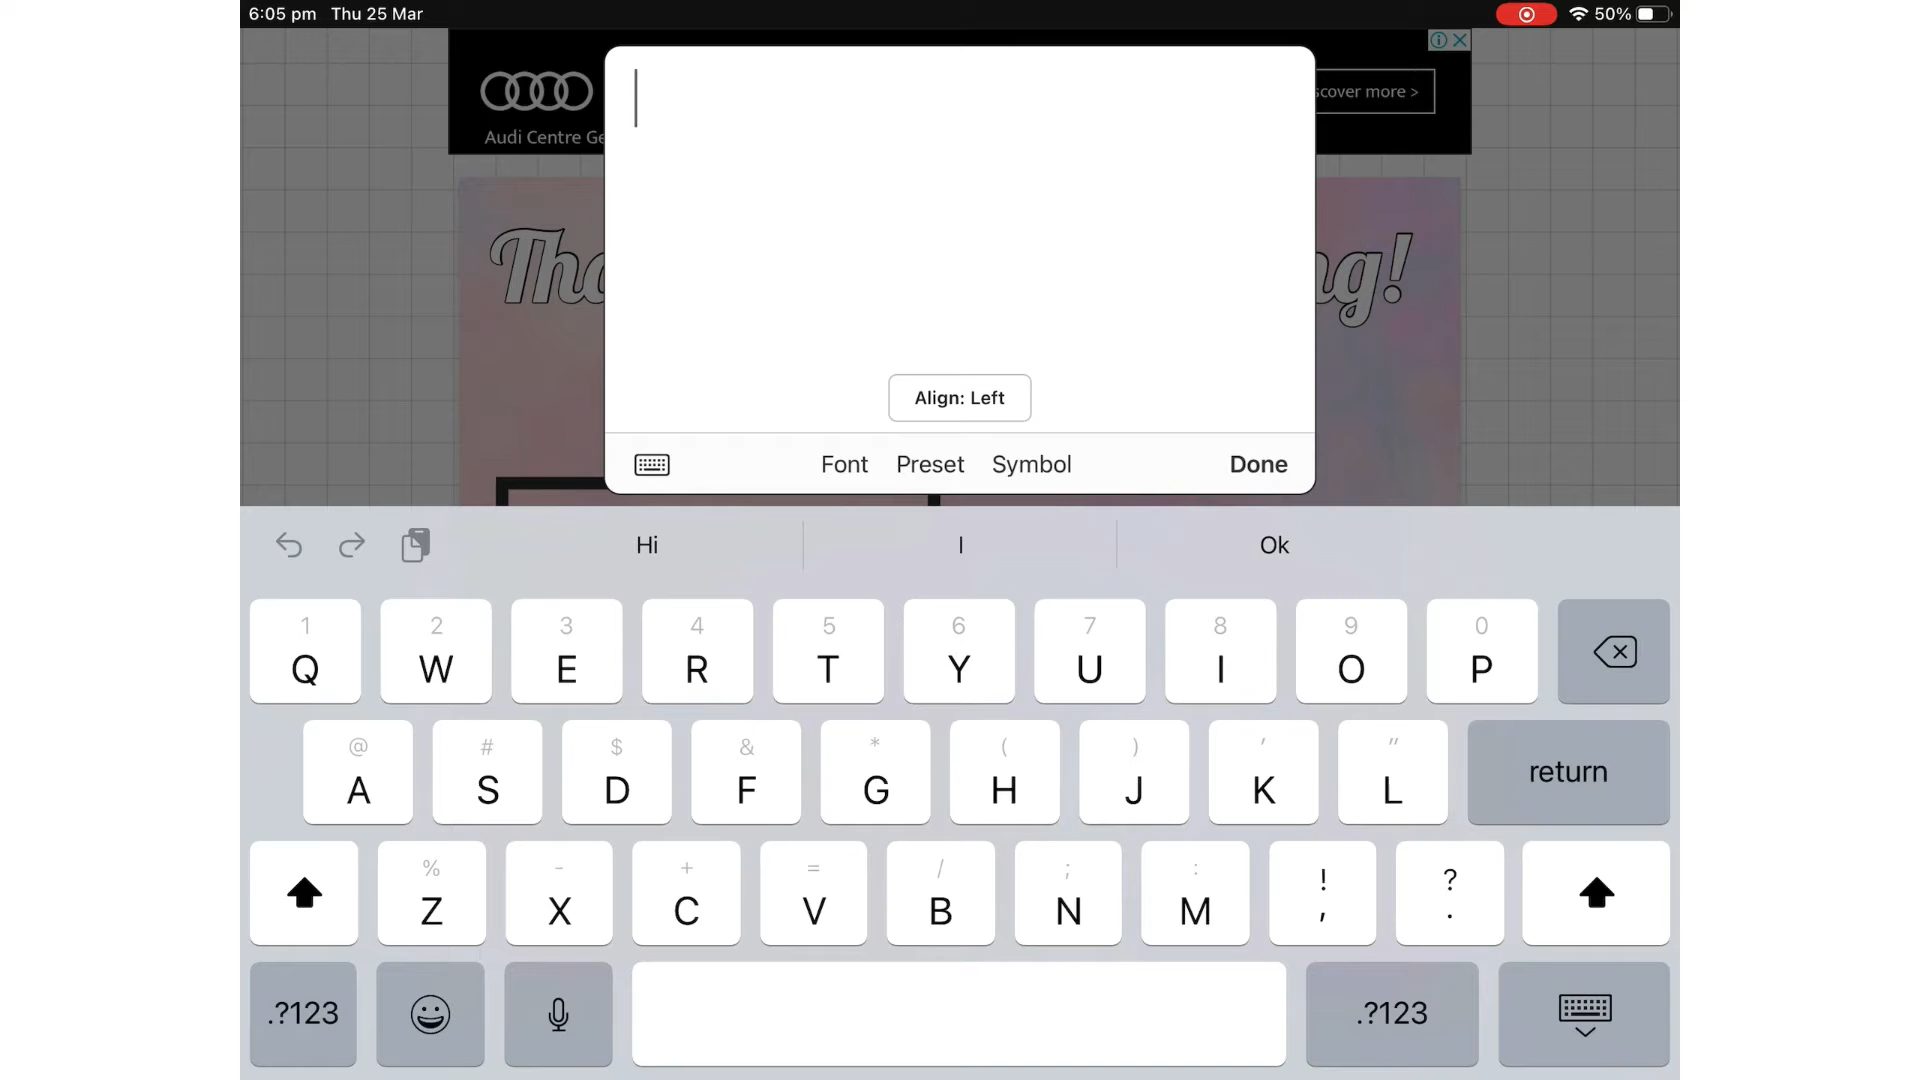 6:05 pm Thu 25 Mar
50%
Audi Centre Ge
scover more >
Tha
ng!
Align: Left
Font Preset Symbol Done
Hi I Ok
1 2 3 4 5 6 7 8 9 0
Q W E R T Y U I O P
@ # $ & * ( ) ' "
A S D F G H J K L return
% - + = / ; : ! ?
Z X C V B N M , .
.?123 .?123